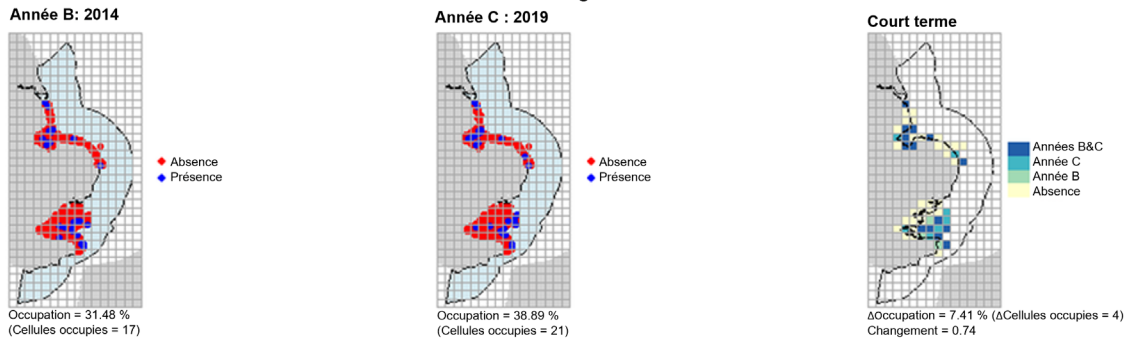 Année B: 2014
Absence
Présence
Occupation = 31.48 %
(Cellules occupies = 17)
Année C : 2019
Absence
Présence
Occupation = 38.89 %
(Cellules occupies = 21)
Court terme
Années B&C
Année C
Année B
Absence
ΔOccupation = 7.41 % (ΔCellules occupies = 4)
Changement = 0.74